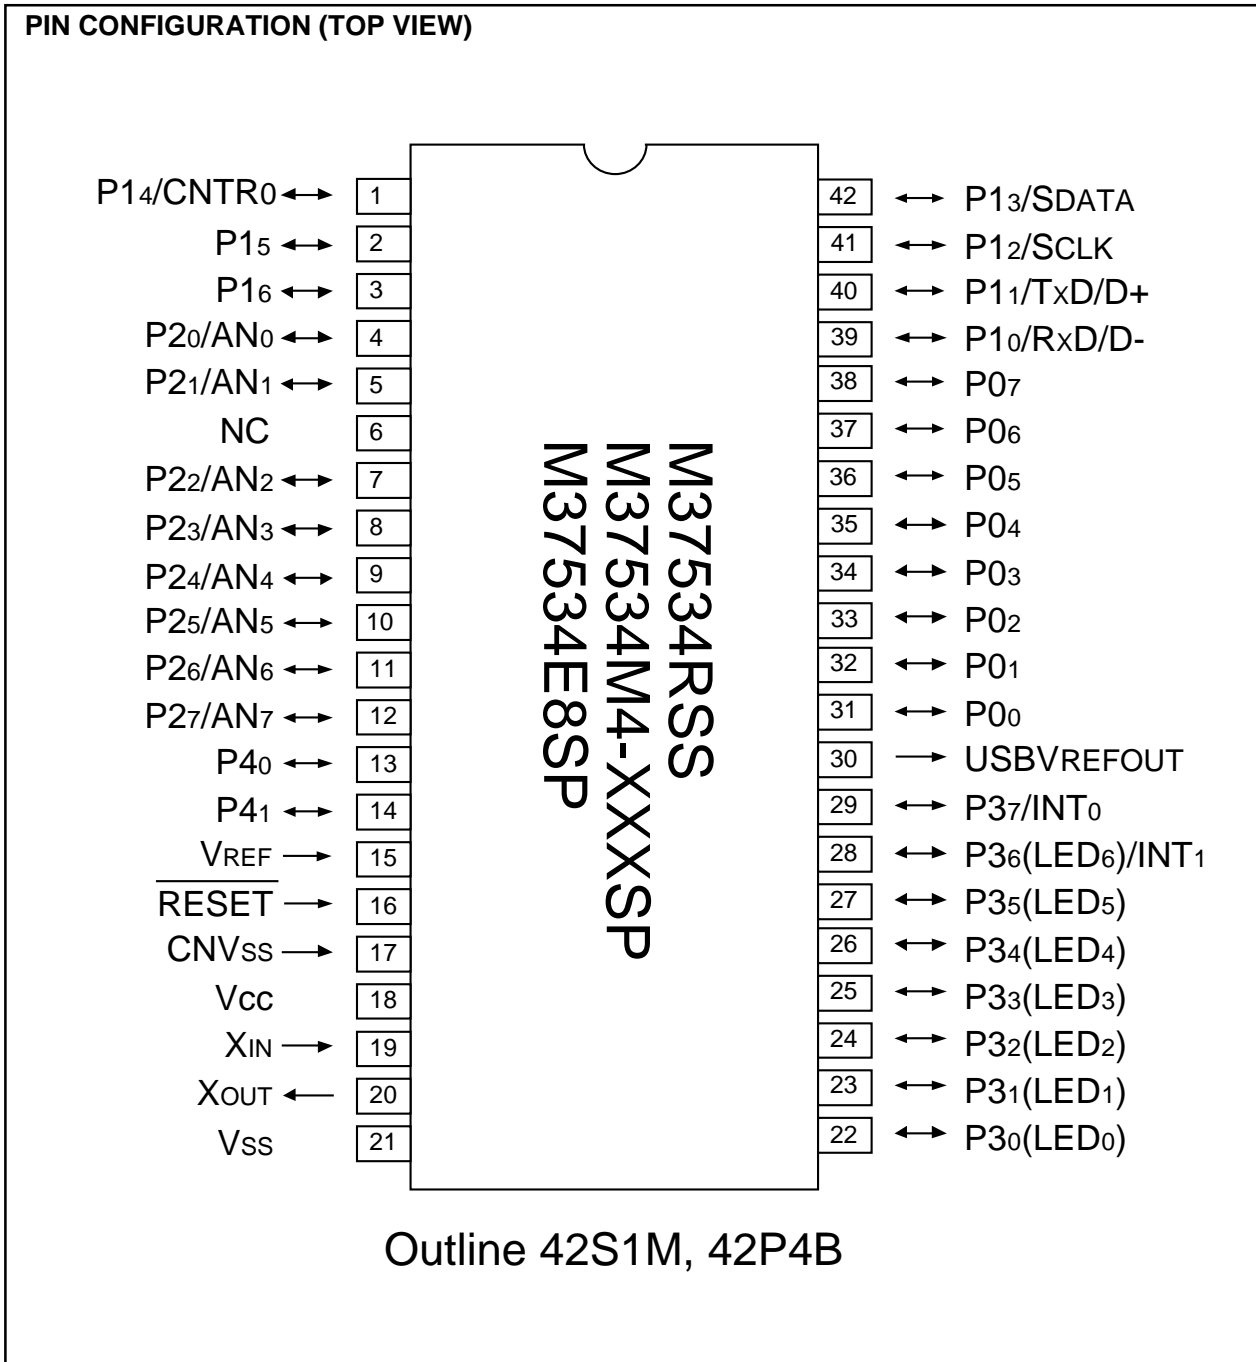 PIN CONFIGURATION (TOP VIEW)
P14/CNTR0 1 42 P13/SDATA
P15 2 41 P12/SCLK
P16 3 40 P11/TXD/D+
P20/AN0 4 39 P10/RXD/D-
P21/AN1 5 38 P07
NC 6 37 P06
P22/AN2 7 36 P05
P23/AN3 8 35 P04
P24/AN4 9 34 P03
P25/AN5 10 33 P02
P26/AN6 11 32 P01
P27/AN7 12 31 P00
P40 13 30 USBVREFOUT
P41 14 29 P37/INT0
VREF 15 28 P36(LED6)/INT1
RESET 16 27 P35(LED5)
CNVSS 17 26 P34(LED4)
VCC 18 25 P33(LED3)
XIN 19 24 P32(LED2)
XOUT 20 23 P31(LED1)
VSS 21 22 P30(LED0)
M37534RSS
M37534M4-XXXSP
M37534E8SP
Outline 42S1M, 42P4B